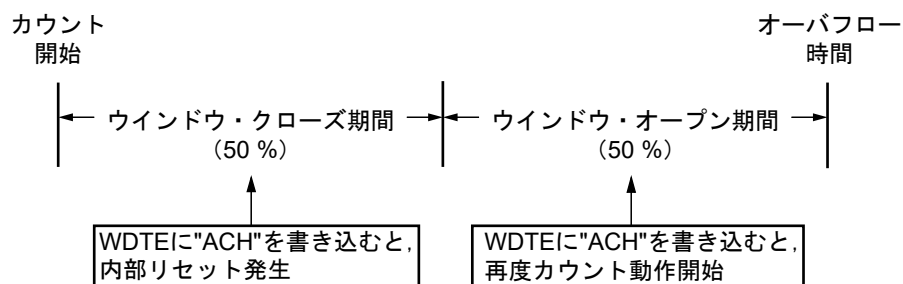 カウント
開始
オーバフロー
時間
ウインドウ・クローズ期間
(50 %)
ウインドウ・オープン期間
(50 %)
WDTEに"ACH"を書き込むと,
内部リセット発生
WDTEに"ACH"を書き込むと,
再度カウント動作開始